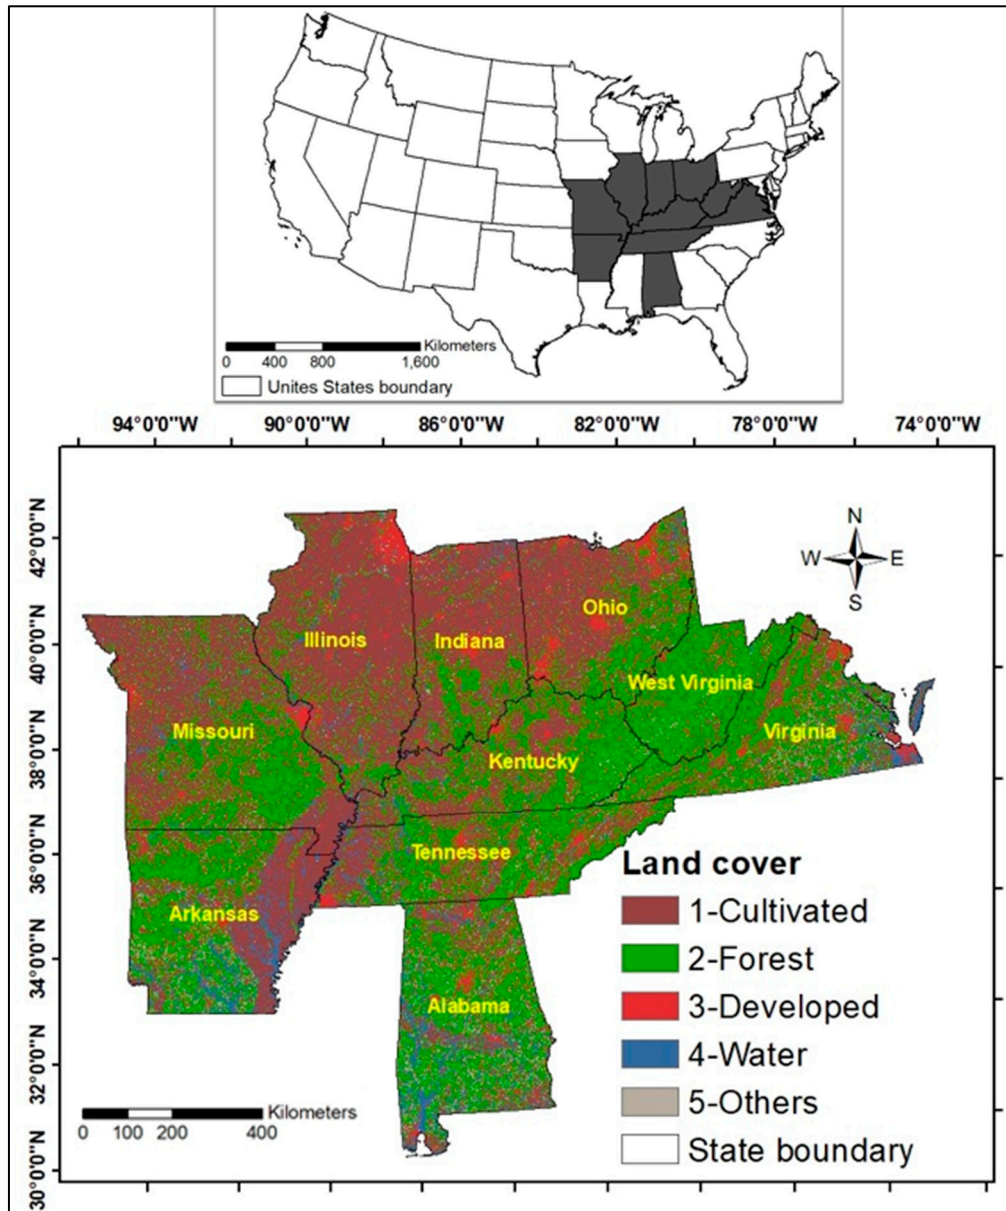 Kilometers
0 400 800 1,600
Unites States boundary
94°0'0"W 90°0'0"W 86°0'0"W 82°0'0"W 78°0'0"W 74°0'0"W
42°0'0"N
40°0'0"N
38°0'0"N
36°0'0"N
34°0'0"N
32°0'0"N
30°0'0"N
N
W E
S
Ohio
Illinois
Indiana
West Virginia
Missouri
Virginia
Kentucky
Tennessee
Arkansas
Alabama
Land cover
1-Cultivated
2-Forest
3-Developed
4-Water
5-Others
State boundary
Kilometers
0 100 200 400